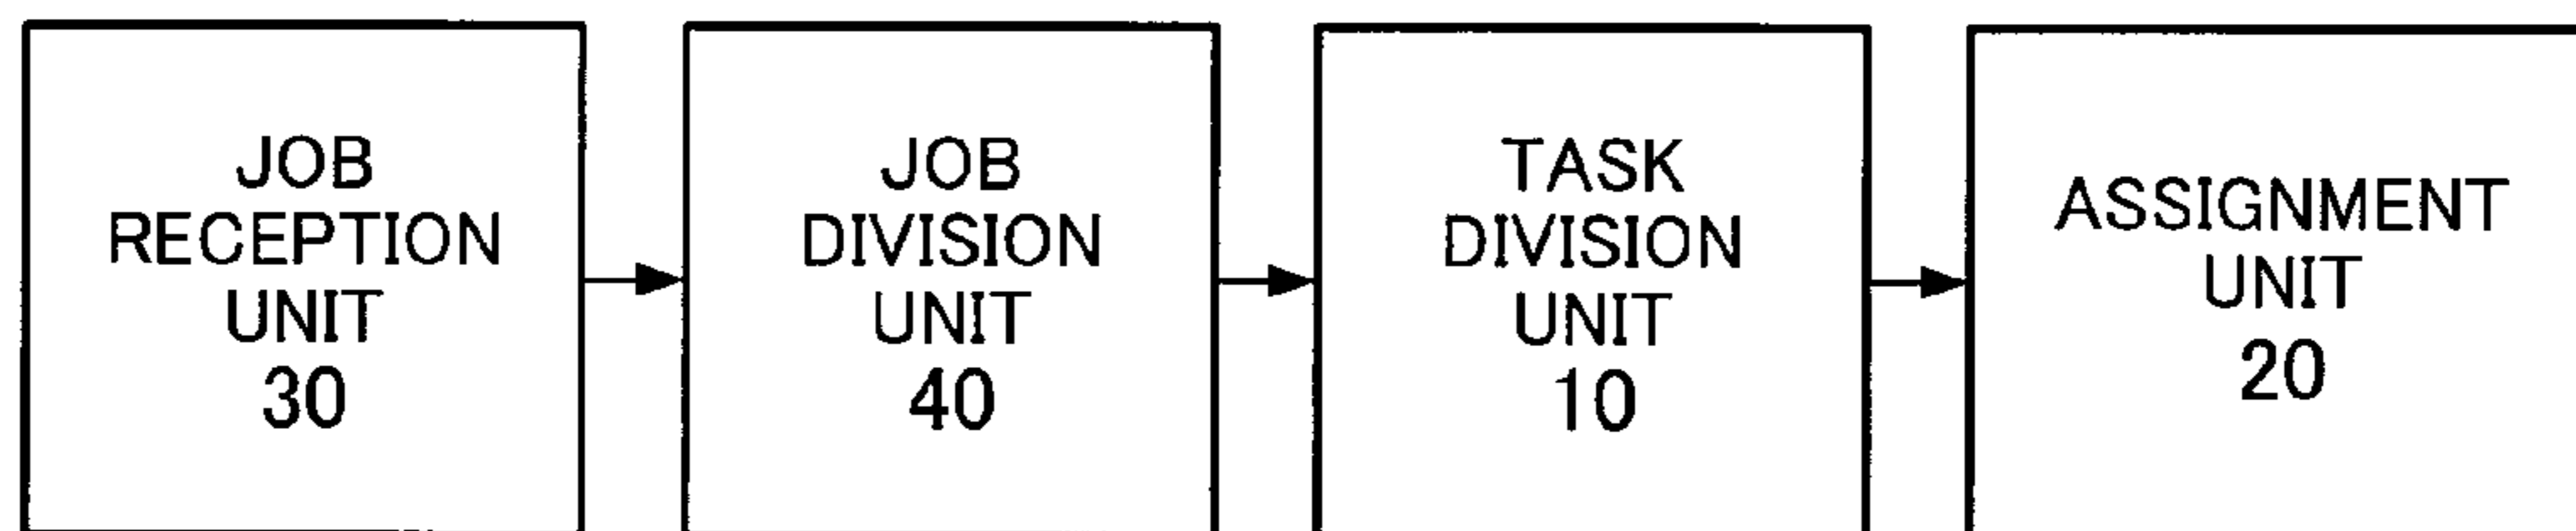 JOB
RECEPTION
UNIT
30
JOB
DIVISION
UNIT
40
TASK
DIVISION
UNIT
10
ASSIGNMENT
UNIT
20